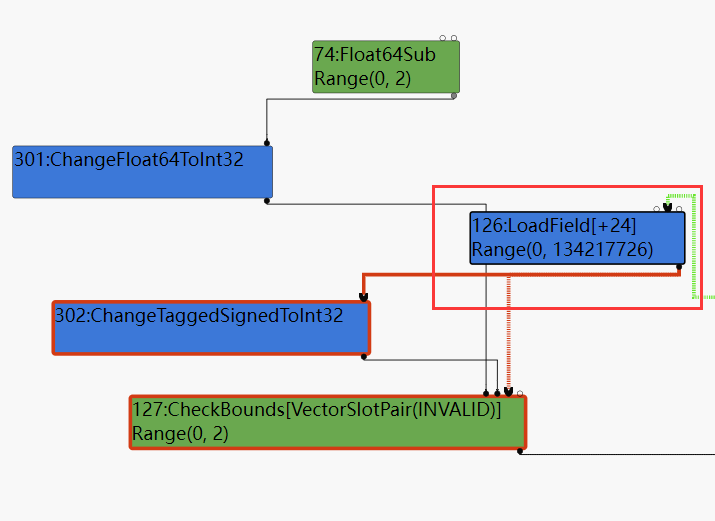 74:Float64Sub
Range(0, 2)
301:ChangeFloat64ToInt32
126:LoadField[+24]
Range(0, 134217726)
302:ChangeTaggedSignedToInt32
127:CheckBounds[VectorSlotPair(INVALID)]
Range(0, 2)